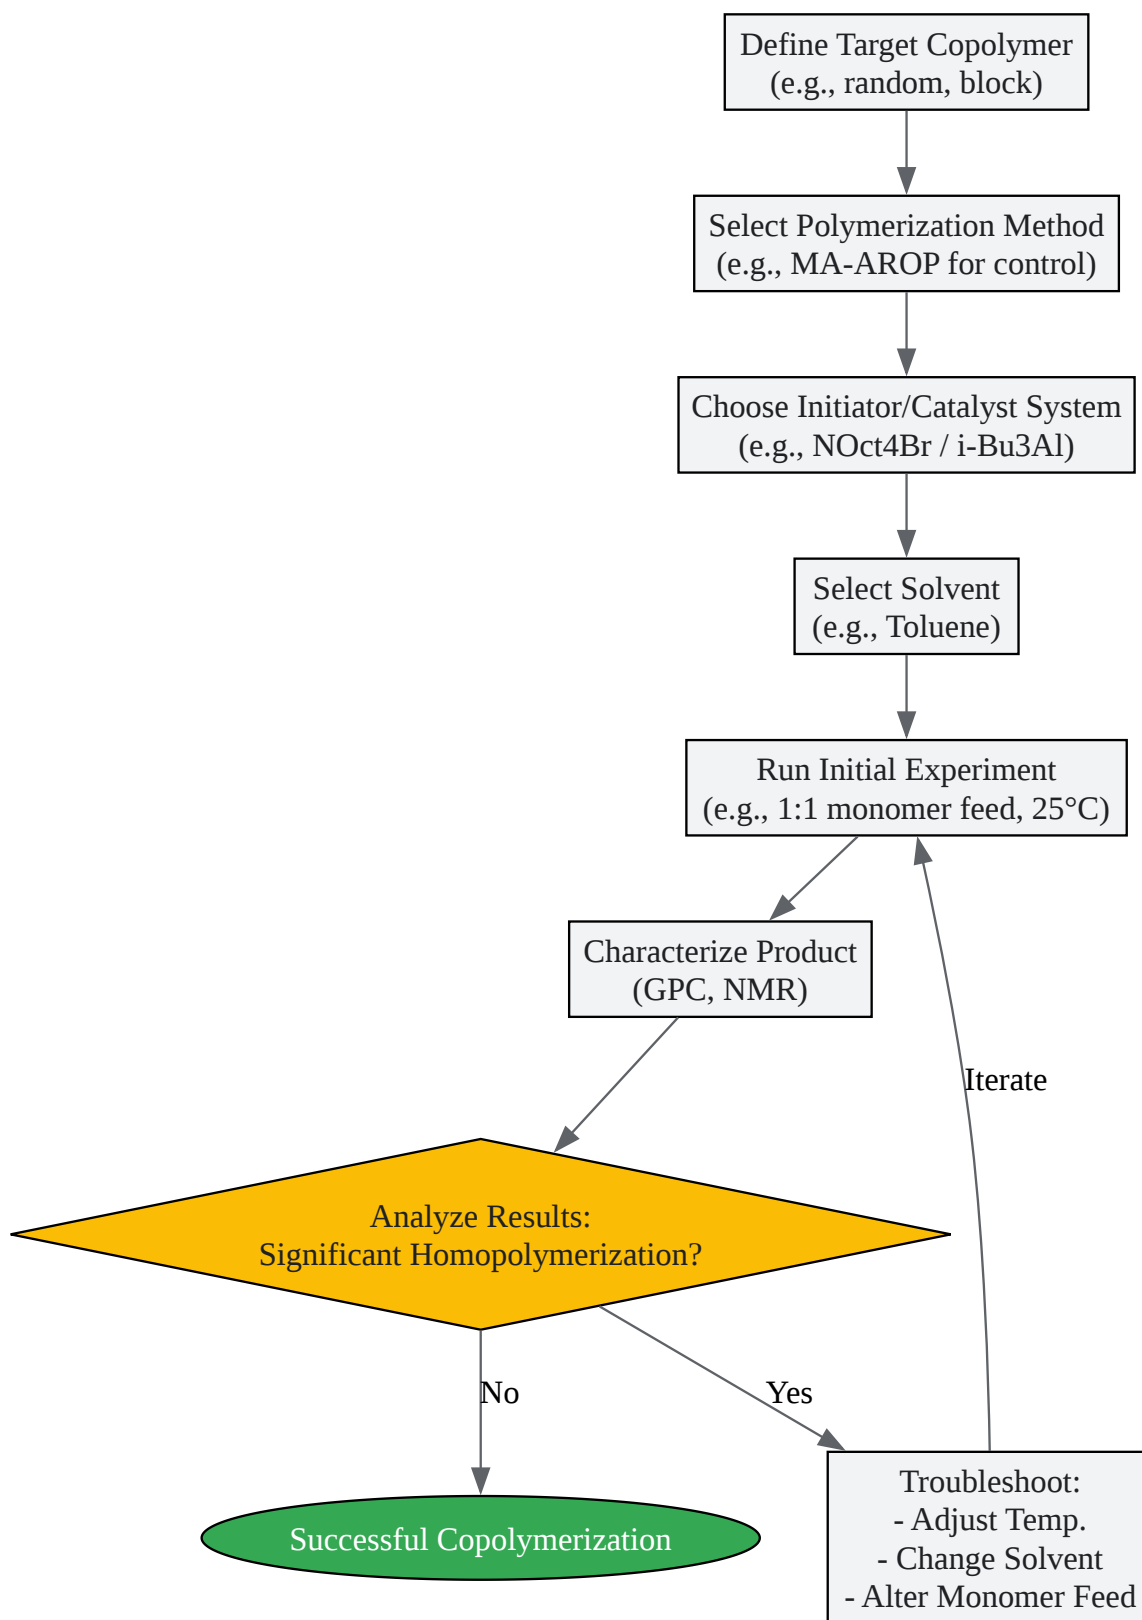 Define Target Copolymer
(e.g., random, block)
Select Polymerization Method
(e.g., MA-AROP for control)
Choose Initiator/Catalyst System
(e.g., NOct4Br / i-Bu3Al)
Select Solvent
(e.g., Toluene)
Run Initial Experiment
(e.g., 1:1 monomer feed, 25°C)
Characterize Product
(GPC, NMR)
Iterate
Analyze Results:
Significant Homopolymerization?
No
Yes
Successful Copolymerization
Troubleshoot:
- Adjust Temp.
- Change Solvent
- Alter Monomer Feed